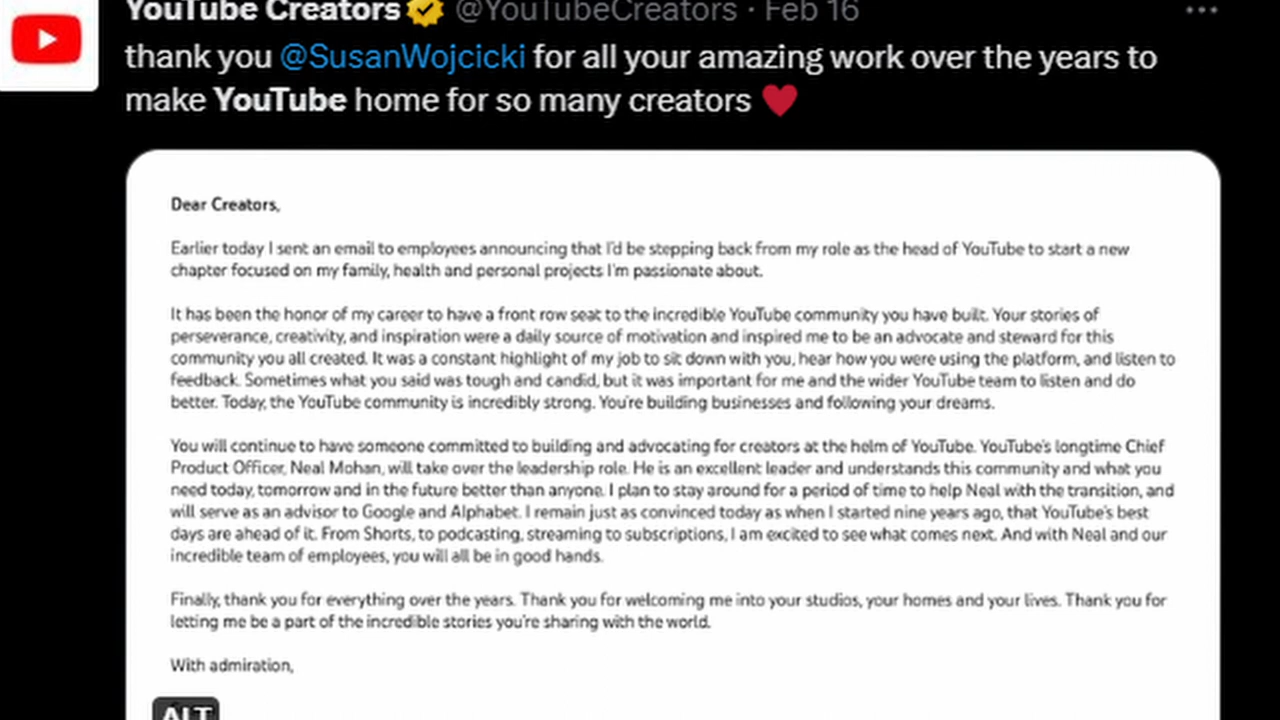 YouTube Creators @YouTubeCreators · Feb 16
thank you @SusanWojcicki for all your amazing work over the years to
make YouTube home for so many creators ❤️
Dear Creators,
Earlier today I sent an email to employees announcing that I'd be stepping back from my role as the head of YouTube to start a new
chapter focused on my family, health and personal projects I'm passionate about.
It has been the honor of my career to have a front row seat to the incredible YouTube community you have built. Your stories of
perseverance, creativity, and inspiration were a daily source of motivation and inspired me to be an advocate and steward for this
community you all created. It was a constant highlight of my job to sit down with you, hear how you were using the platform, and listen to
feedback. Sometimes what you said was tough and candid, but it was important for me and the wider YouTube team to listen and do
better. Today, the YouTube community is incredibly strong. You're building businesses and following your dreams.
You will continue to have someone committed to building and advocating for creators at the helm of YouTube. YouTube's longtime Chief
Product Officer, Neal Mohan, will take over the leadership role. He is an excellent leader and understands this community and what you
need today, tomorrow and in the future better than anyone. I plan to stay around for a period of time to help Neal with the transition, and
will serve as an advisor to Google and Alphabet. I remain just as convinced today as when I started nine years ago, that YouTube's best
days are ahead of it. From Shorts, to podcasting, streaming to subscriptions, I am excited to see what comes next. And with Neal and our
incredible team of employees, you will all be in good hands.
Finally, thank you for everything over the years. Thank you for welcoming me into your studios, your homes and your lives. Thank you for
letting me be a part of the incredible stories you're sharing with the world.
With admiration,
ALT